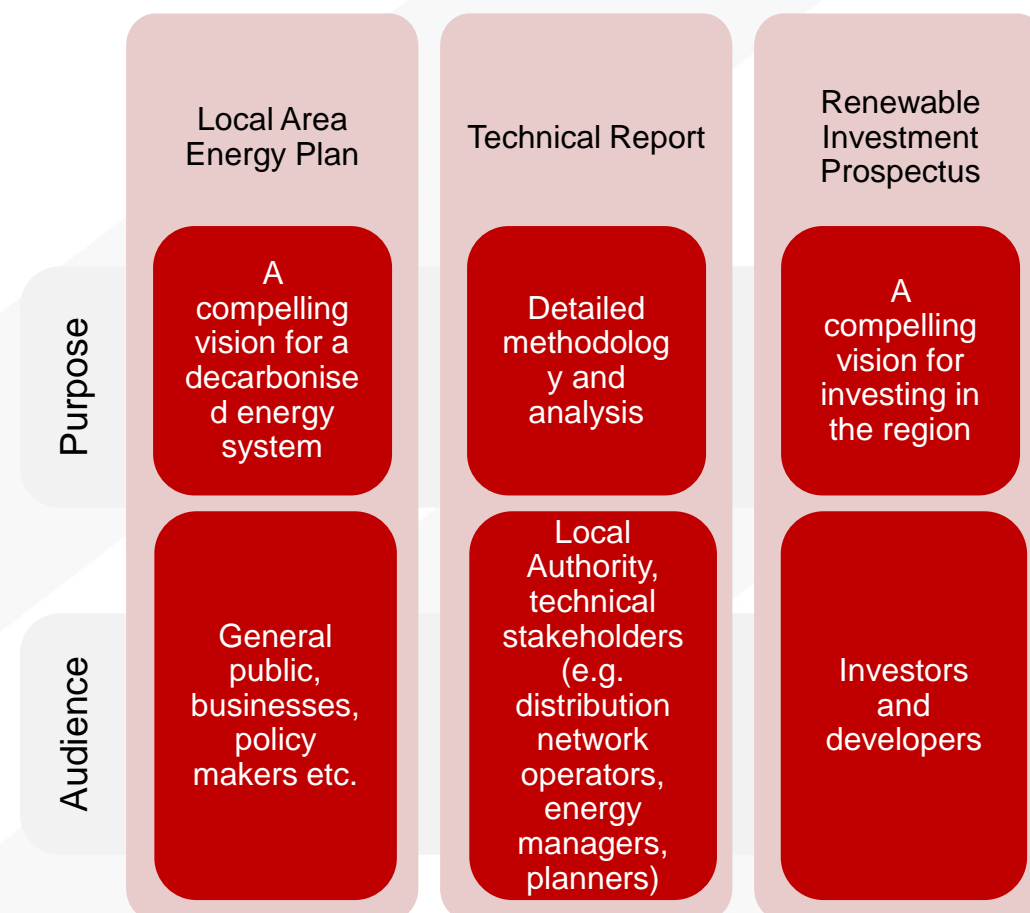 Local Area
Energy Plan
Technical Report
Renewable
Investment
Prospectus
Purpose
A
compelling
vision for a
decarbonise
d energy
system
Detailed
methodolog
y and
analysis
A
compelling
vision for
investing in
the region
Audience
General
public,
businesses,
policy
makers etc.
Local
Authority,
technical
stakeholders
(e.g.
distribution
network
operators,
energy
managers,
planners)
Investors
and
developers